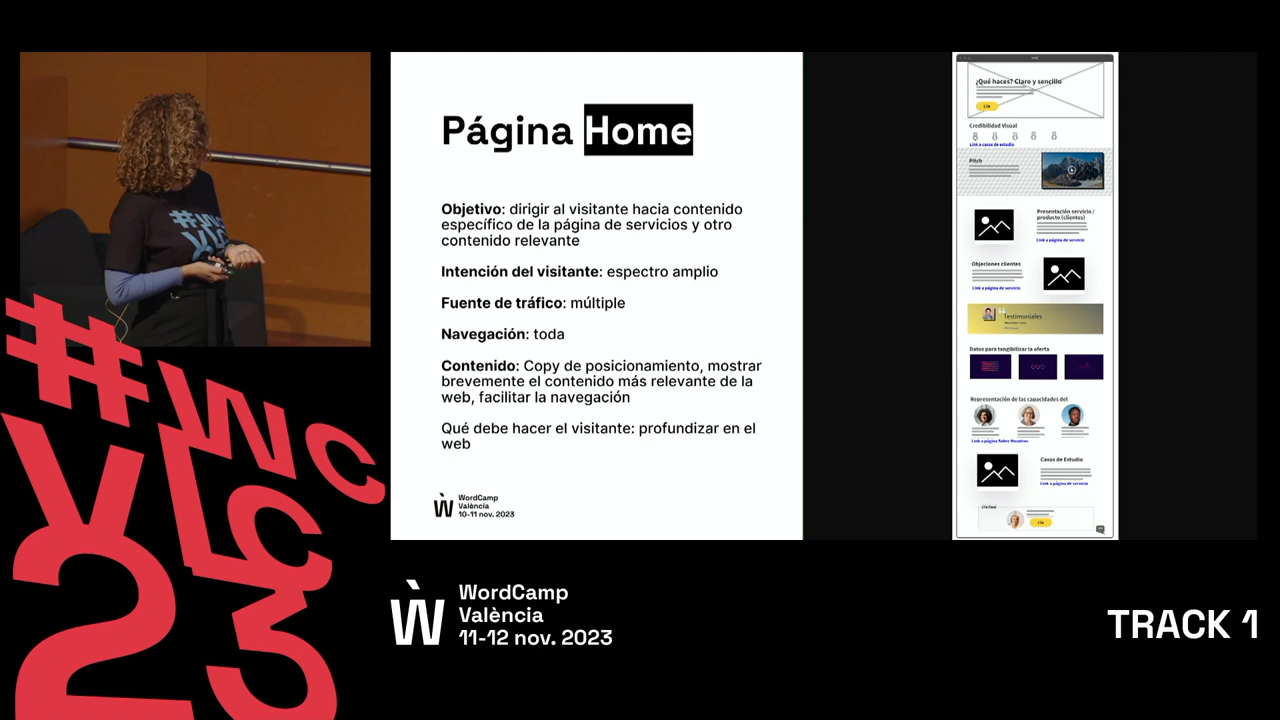 Página Home
Objetivo: dirigir al visitante hacia contenido
específico de la página de servicios y otro
contenido relevante
Intención del visitante: espectro amplio
Fuente de tráfico: múltiple
Navegación: toda
Contenido: Copy de posicionamiento, mostrar
brevemente el contenido más relevante de la
web, facilitar la navegación
Qué debe hacer el visitante: profundizar en el
web
WordCamp
València
10-11 nov. 2023
¿Qué haces? Claro y sencillo
CTA
Credibilidad Visual
Link a casos de estudio
Pitch
Presentación servicio /
producto (clientes)
Link a página de servicio
Objeciones clientes
Link a página de servicio
Testimoniales
Datos para tangibilizar la oferta
Representación de las capacidades del
Link a página Sobre Nosotros
Casos de Estudio
Link a página de servicio
CTA Final
CTA
WordCamp
València
11-12 nov. 2023
TRACK 1